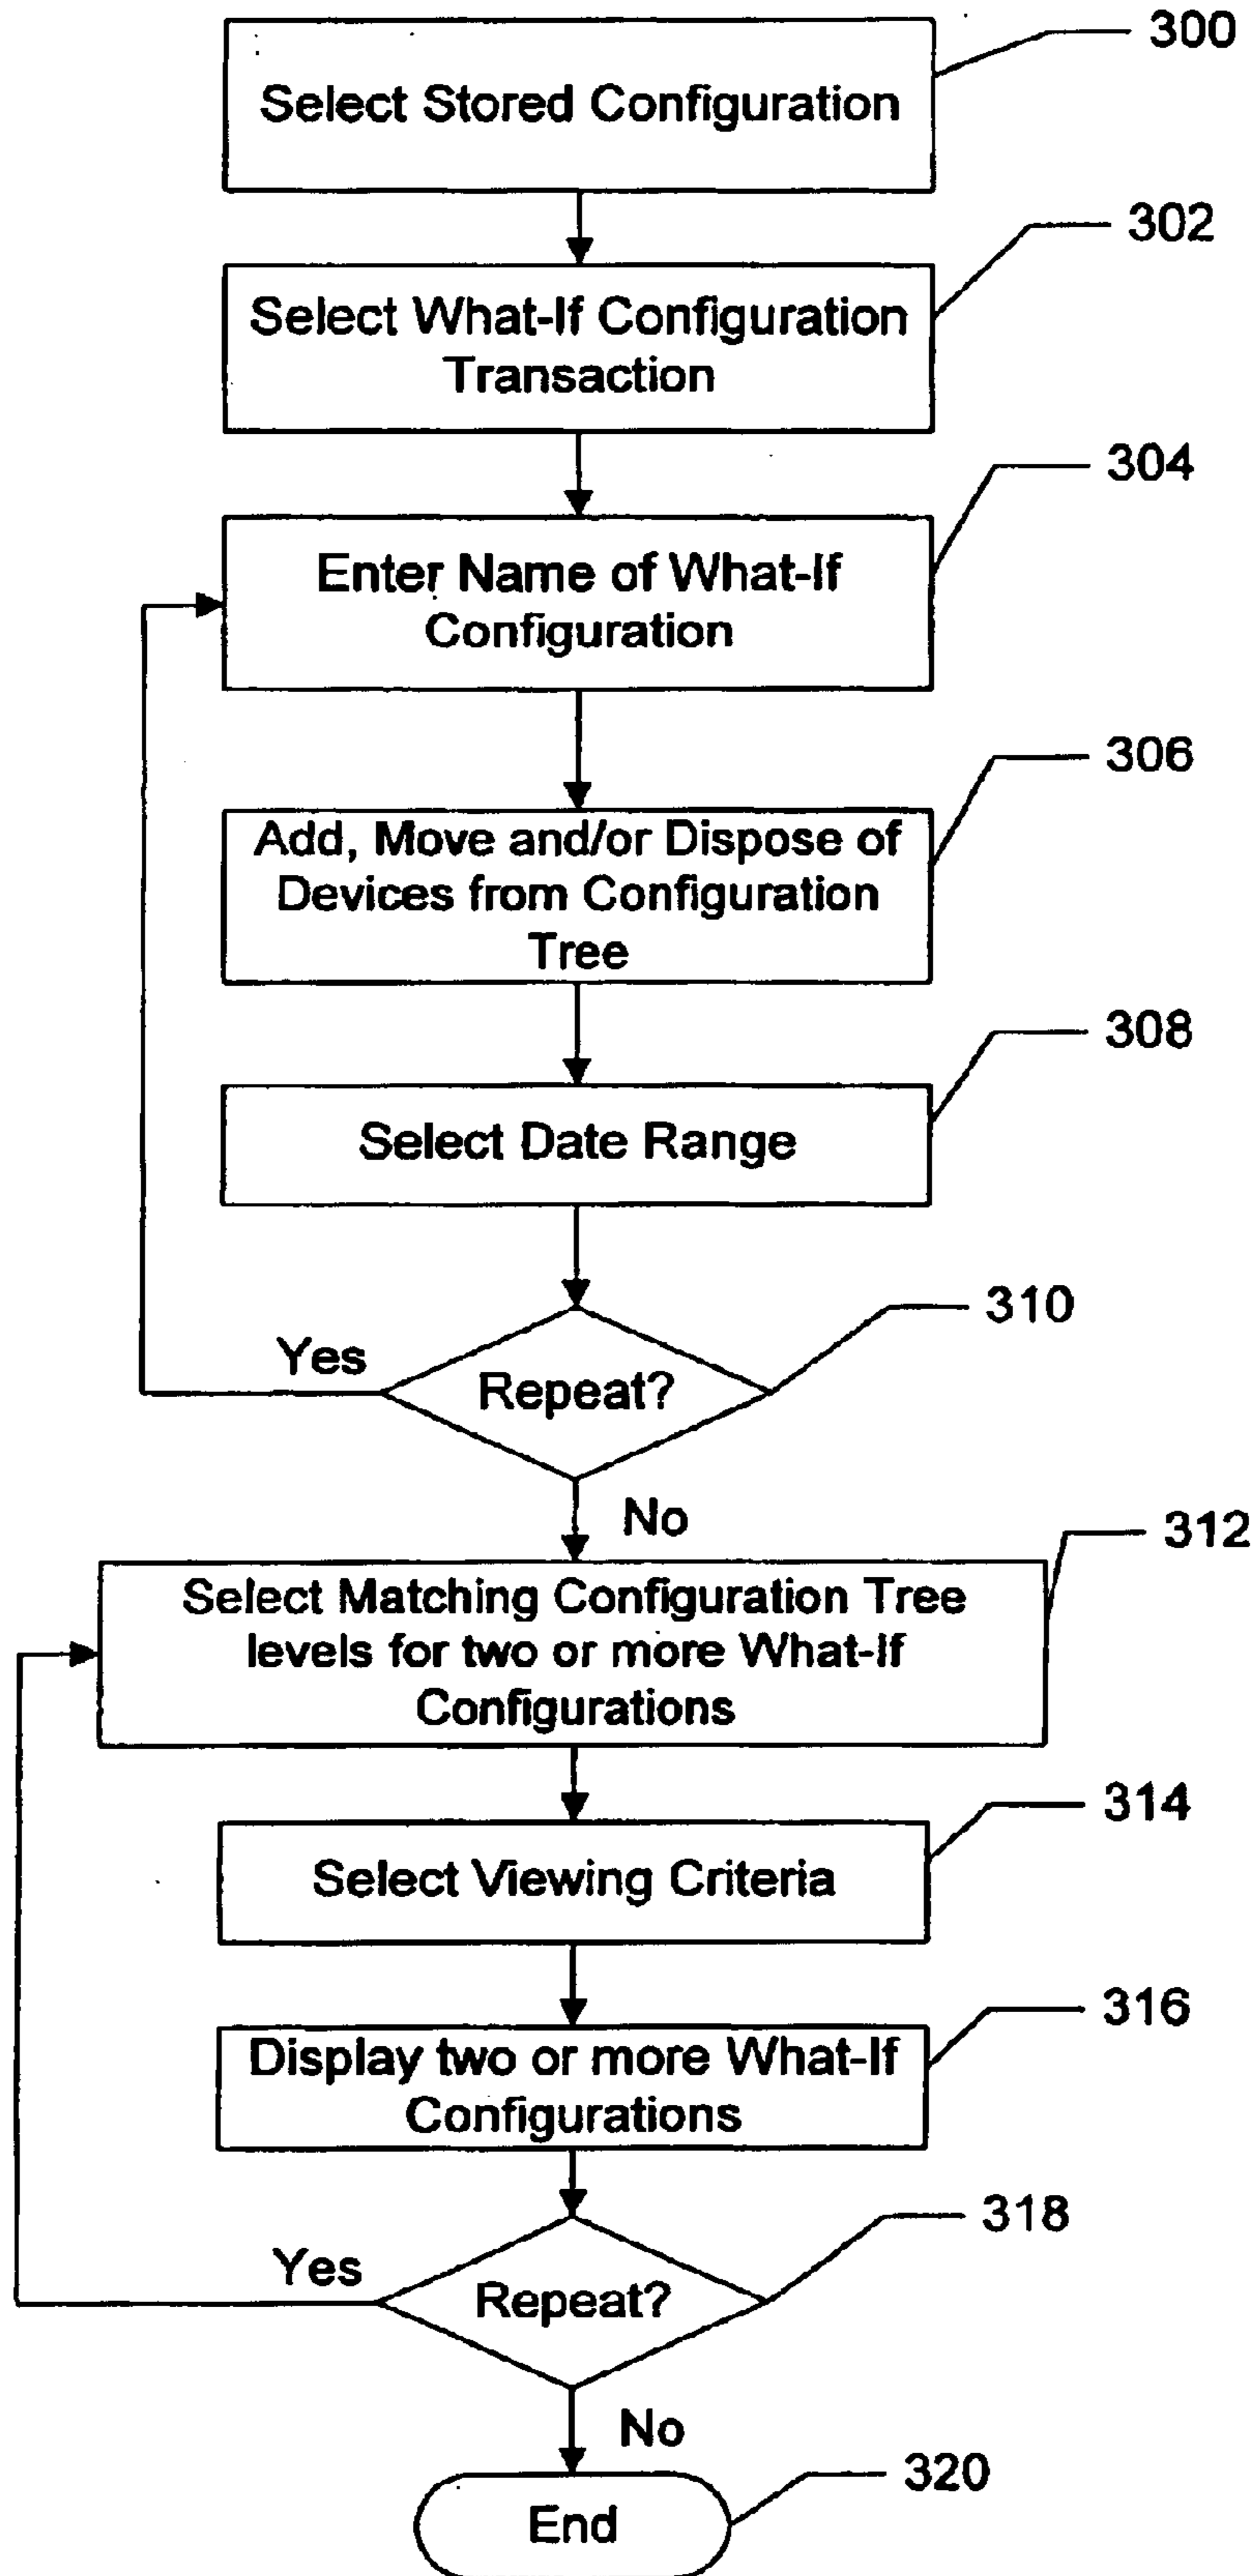 300
Select Stored Configuration
302
Select What-If Configuration
Transaction
304
Enter Name of What-If
Configuration
306
Add, Move and/or Dispose of
Devices from Configuration
Tree
308
Select Date Range
310
Yes
Repeat?
No
312
Select Matching Configuration Tree
levels for two or more What-If
Configurations
314
Select Viewing Criteria
316
Display two or more What-If
Configurations
318
Yes
Repeat?
No
320
End